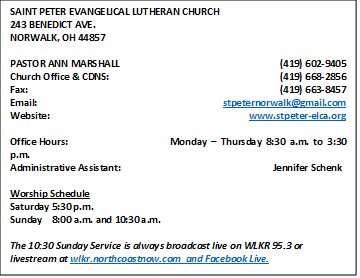 SAINT PETER EVANGELICAL LUTHERAN CHURCH
243 BENEDICT AVE.
NORWALK, OH 44857
PASTOR ANN MARSHALL (419) 602-9405
Church Office & CDNS: (419) 668-2856
Fax: (419) 663-8457
Email: stpeternorwalk@gmail.com
Website: www.stpeter-elca.org
Office Hours: Monday – Thursday 8:30 a.m. to 3:30
p.m.
Administrative Assistant: Jennifer Schenk
Worship Schedule
Saturday 5:30 p.m.
Sunday 8:00 a.m. and 10:30 a.m.
The 10:30 Sunday Service is always broadcast live on WLKR 95.3 or
livestream at wlkr.northcoastnow.com and Facebook Live.